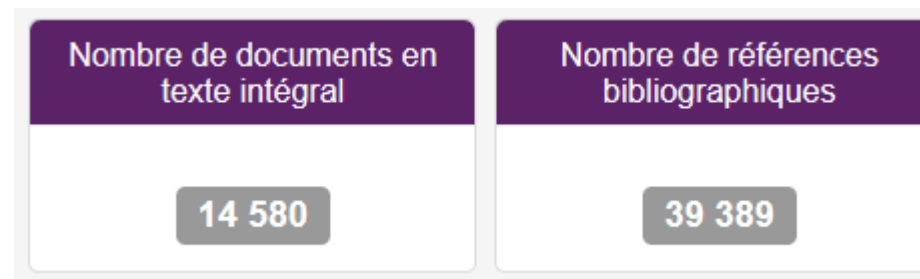 Nombre de documents en
texte intégral
14 580
Nombre de références
bibliographiques
39 389